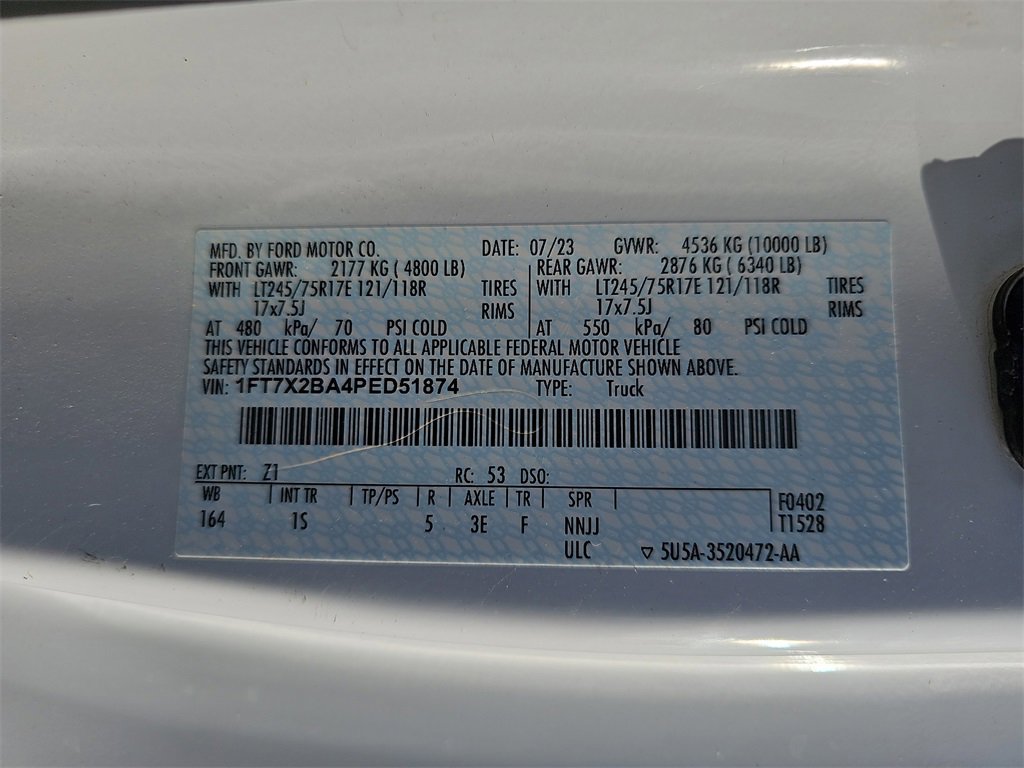 MFD. BY FORD MOTOR CO. DATE: 07/23 GVWR: 4536 KG (10000 LB)
FRONT GAWR: 2177 KG ( 4800 LB) REAR GAWR: 2876 KG ( 6340 LB)
WITH LT245/75R17E 121/118R TIRES WITH LT245/75R17E 121/118R TIRES
17x7.5J RIMS 17x7.5J RIMS
AT 480 kPa/ 70 PSI COLD AT 550 kPa/ 80 PSI COLD
THIS VEHICLE CONFORMS TO ALL APPLICABLE FEDERAL MOTOR VEHICLE
SAFETY STANDARDS IN EFFECT ON THE DATE OF MANUFACTURE SHOWN ABOVE.
VIN: 1FT7X2BA4PED51874 TYPE: Truck
EXT PNT: Z1 RC: 53 DSO:
WB INT TR TP/PS R AXLE TR SPR F0402
164 1S 5 3E F NNJJ T1528
ULC ▽ 5U5A-3520472-AA